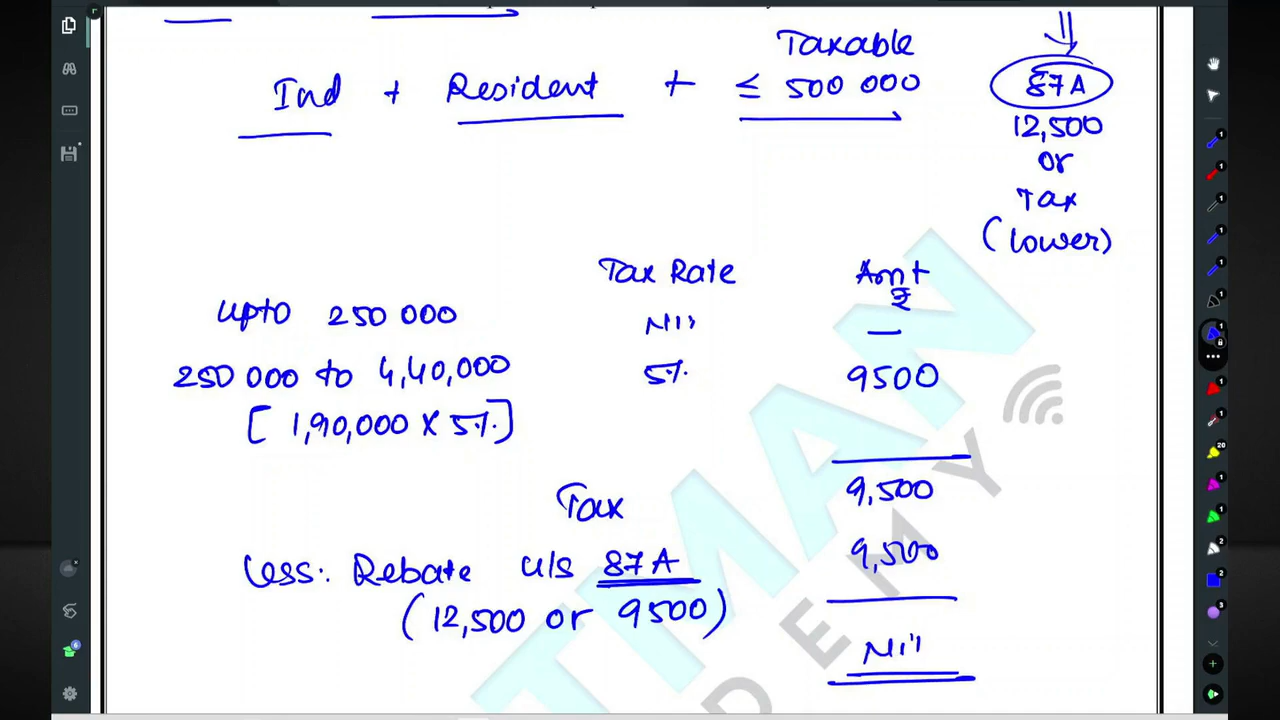 Taxable
Ind + Resident + ≤ 500 000
87A
12,500
or
Tax
(lower)
Tax Rate Amt
₹
upto 250 000 Nil —
250 000 to 4,40,000 5% 9500
[ 1,90,000 X 5% ]
Tax 9,500
Less: Rebate u/s 87A 9,500
(12,500 or 9500)
Nil
TMAN
DEMY